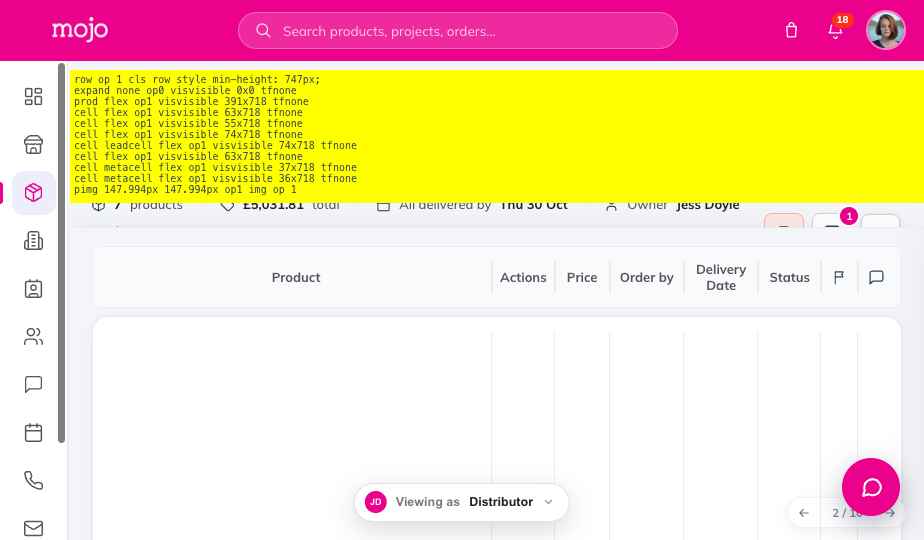 mojo
Search products, projects, orders...
18
row op 1 cls row style min-height: 747px;
expand none op0 visvisible 0x0 tfnone
prod flex op1 visvisible 391x718 tfnone
cell flex op1 visvisible 63x718 tfnone
cell flex op1 visvisible 55x718 tfnone
cell flex op1 visvisible 74x718 tfnone
cell leadcell flex op1 visvisible 74x718 tfnone
cell flex op1 visvisible 63x718 tfnone
cell metacell flex op1 visvisible 37x718 tfnone
cell metacell flex op1 visvisible 36x718 tfnone
pimg 147.994px 147.994px op1 img op 1
7 products £5,031.81 total All delivered by Thu 30 Oct Owner Jess Doyle
1
Product Actions Price Order by Delivery Date Status
JD Viewing as Distributor
2 /